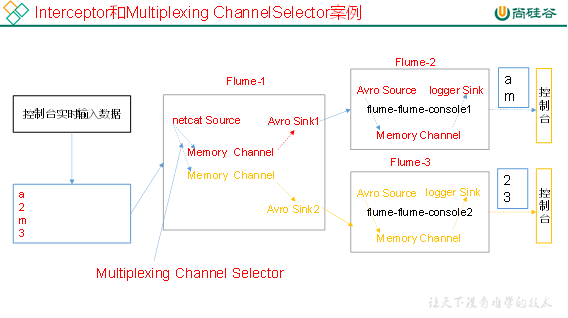 Interceptor和Multiplexing ChannelSelector案例
尚硅谷
控制台实时输入数据
a
2
m
3
Flume-1
netcat Source
Avro Sink1
Memory Channel
Memory Channel
Avro Sink2
Multiplexing Channel Selector
Flume-2
Avro Source
logger Sink
flume-flume-console1
Memory Channel
a
m
控制台
Flume-3
Avro Source
logger Sink
flume-flume-console2
Memory Channel
2
3
控制台
让天下没有难学的技术